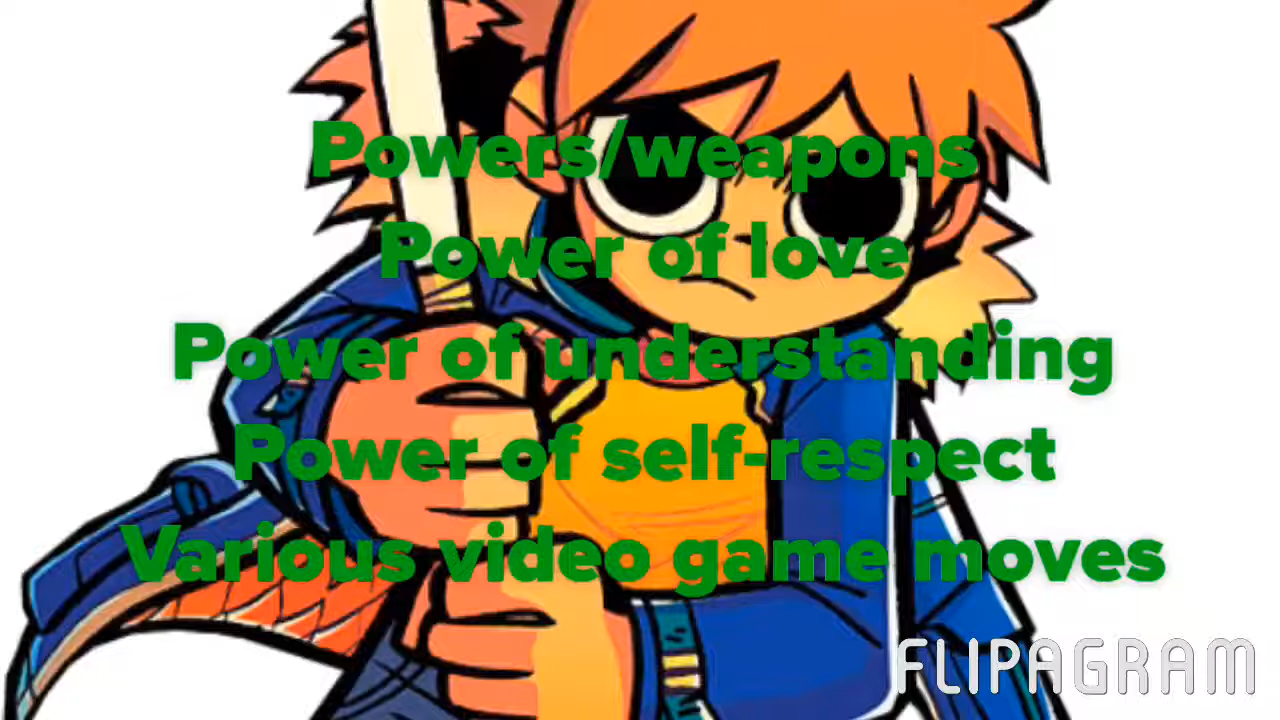 Powers/weapons
Power of love
Power of understanding
Power of self-respect
Various video game moves
FLIPAGRAM